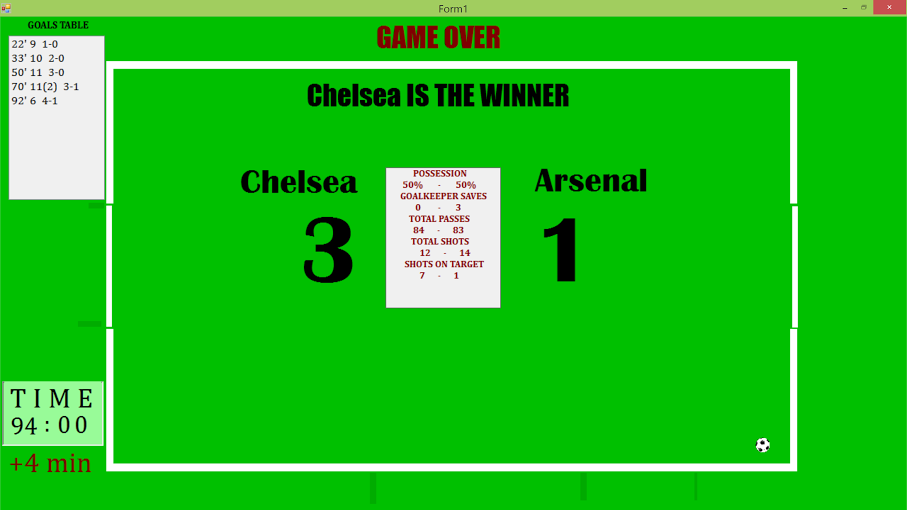 Form1
GOALS TABLE
22' 9 1-0
33' 10 2-0
50' 11 3-0
70' 11(2) 3-1
92' 6 4-1
GAME OVER
Chelsea IS THE WINNER
Chelsea
3
POSSESSION
50% - 50%
GOALKEEPER SAVES
0 - 3
TOTAL PASSES
84 - 83
TOTAL SHOTS
12 - 14
SHOTS ON TARGET
7 - 1
Arsenal
1
TIME
94:00
+4 min